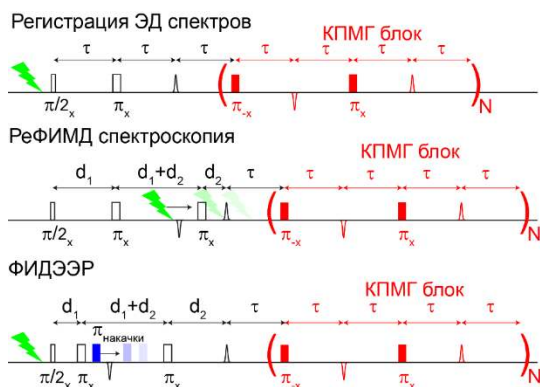 Регистрация ЭД спектров
КПМГ блок
τ τ τ τ τ τ τ
π/2ₓ πₓ π₋ₓ πₓ N
РеФИМД спектроскопия
КПМГ блок
d₁ d₁+d₂ d₂ τ τ τ τ τ
π/2ₓ πₓ πₓ π₋ₓ πₓ N
ФИДЭЭР
КПМГ блок
d₁ d₁+d₂ d₂ τ τ τ τ τ
π накачки
π/2ₓ πₓ πₓ π₋ₓ πₓ N